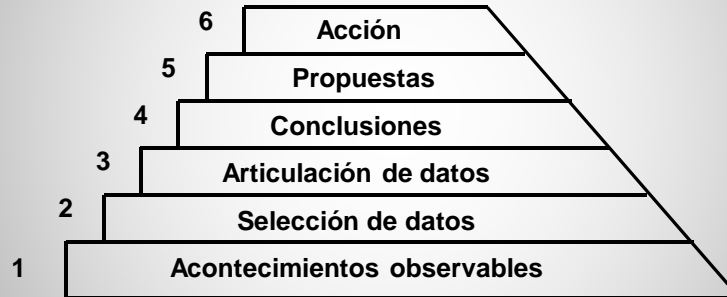 6 Acción
5 Propuestas
4 Conclusiones
3 Articulación de datos
2 Selección de datos
1 Acontecimientos observables